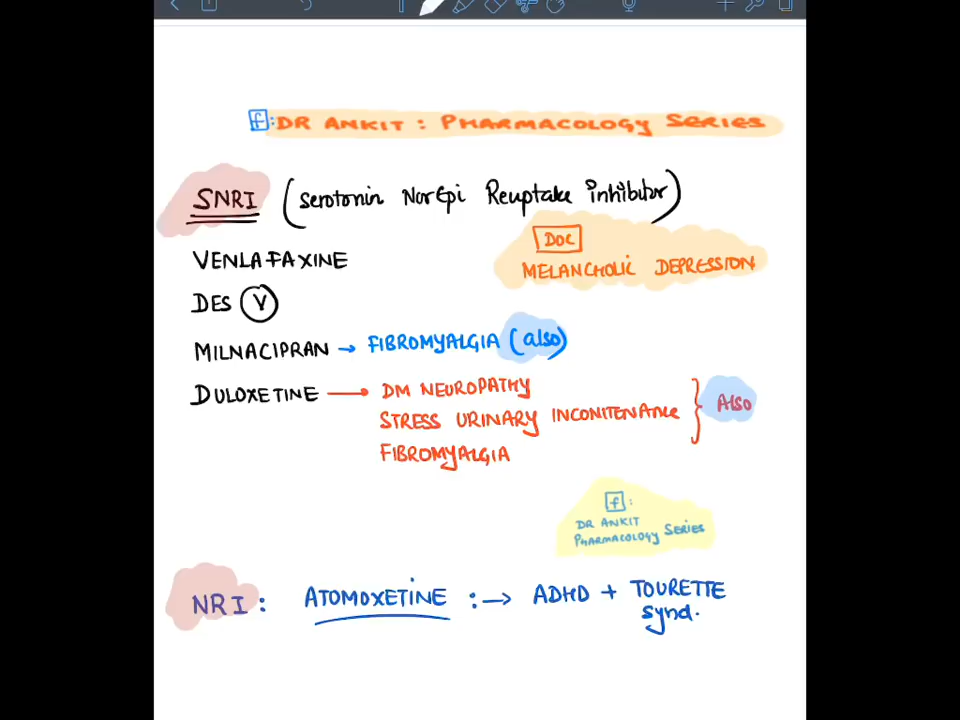 f: DR ANKIT : PHARMACOLOGY SERIES
SNRI (Serotonin NorEpi Reuptake inhibitor)
DOC
MELANCHOLIC DEPRESSION
VENLAFAXINE
DES V
MILNACIPRAN → FIBROMYALGIA (also)
DULOXETINE → DM NEUROPATHY
STRESS URINARY INCONITENANCE
FIBROMYALGIA
} Also
f:
DR ANKIT
PHARMACOLOGY SERIES
NRI : ATOMOXETINE :→ ADHD + TOURETTE
synd.